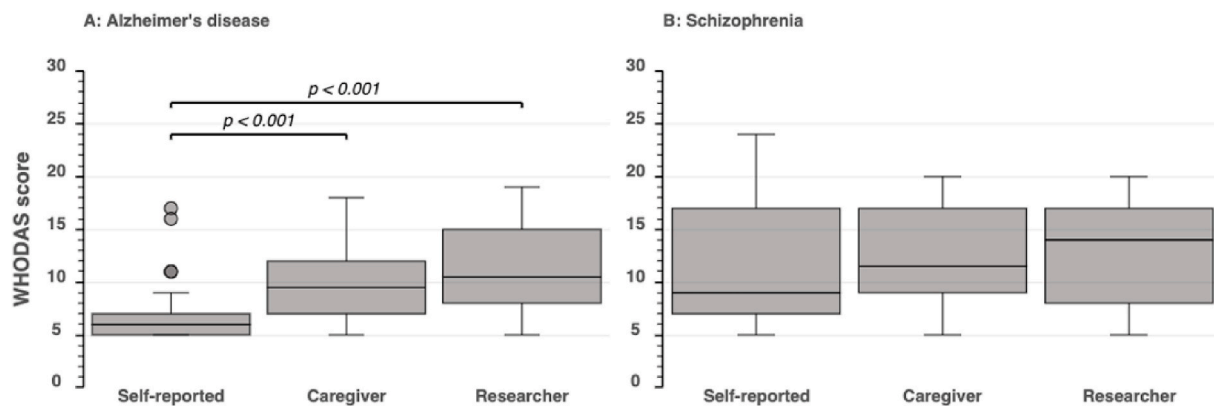 A: Alzheimer's disease
B: Schizophrenia
WHODAS score
30
25
20
15
10
5
0
p < 0.001
p < 0.001
Self-reported
Caregiver
Researcher
30
25
20
15
10
5
0
Self-reported
Caregiver
Researcher